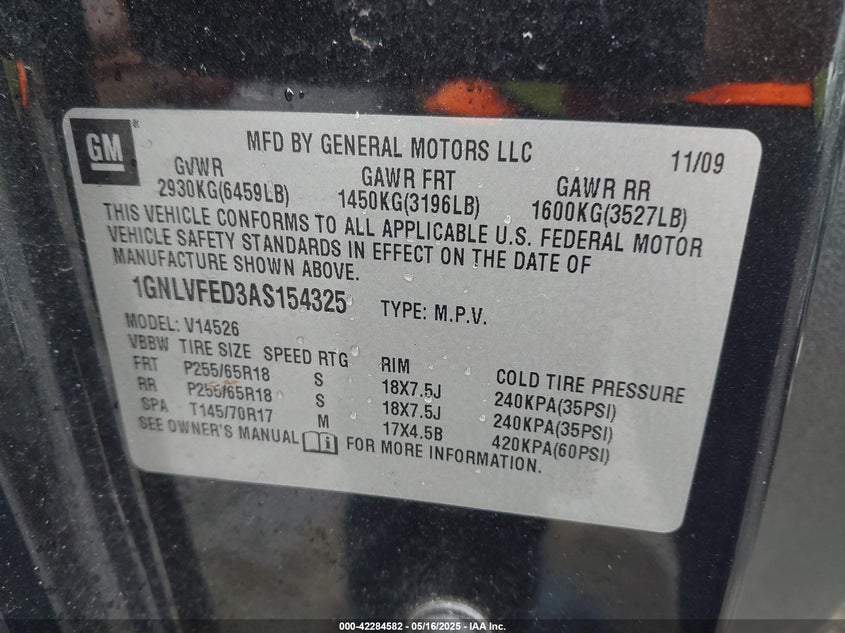 GM ®
MFD BY GENERAL MOTORS LLC 11/09
GVWR GAWR FRT GAWR RR
2930KG(6459LB) 1450KG(3196LB) 1600KG(3527LB)
THIS VEHICLE CONFORMS TO ALL APPLICABLE U.S. FEDERAL MOTOR
VEHICLE SAFETY STANDARDS IN EFFECT ON THE DATE OF
MANUFACTURE SHOWN ABOVE.
1GNLVFED3AS154325 TYPE: M.P.V.
MODEL: V14526
VBBW TIRE SIZE SPEED RTG RIM COLD TIRE PRESSURE
FRT P255/65R18 S 18X7.5J 240KPA(35PSI)
RR P255/65R18 S 18X7.5J 240KPA(35PSI)
SPA T145/70R17 M 17X4.5B 420KPA(60PSI)
SEE OWNER'S MANUAL i FOR MORE INFORMATION.
000-42284582 - 05/16/2025 - IAA Inc.